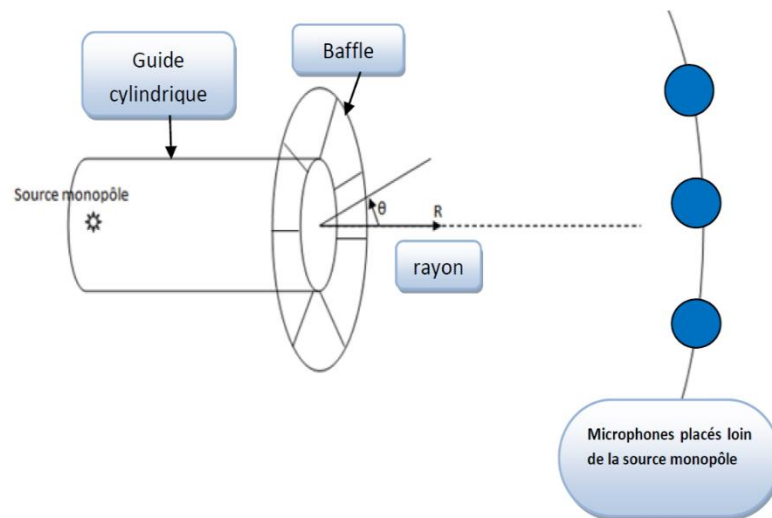 Baffle
Guide
cylindrique
Source monopôle
θ
R
rayon
Microphones placés loin
de la source monopôle